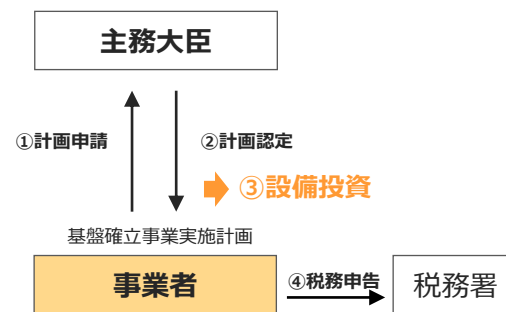 主務大臣
①計画申請
②計画認定
③設備投資
基盤確立事業実施計画
事業者
④税務申告
税務署